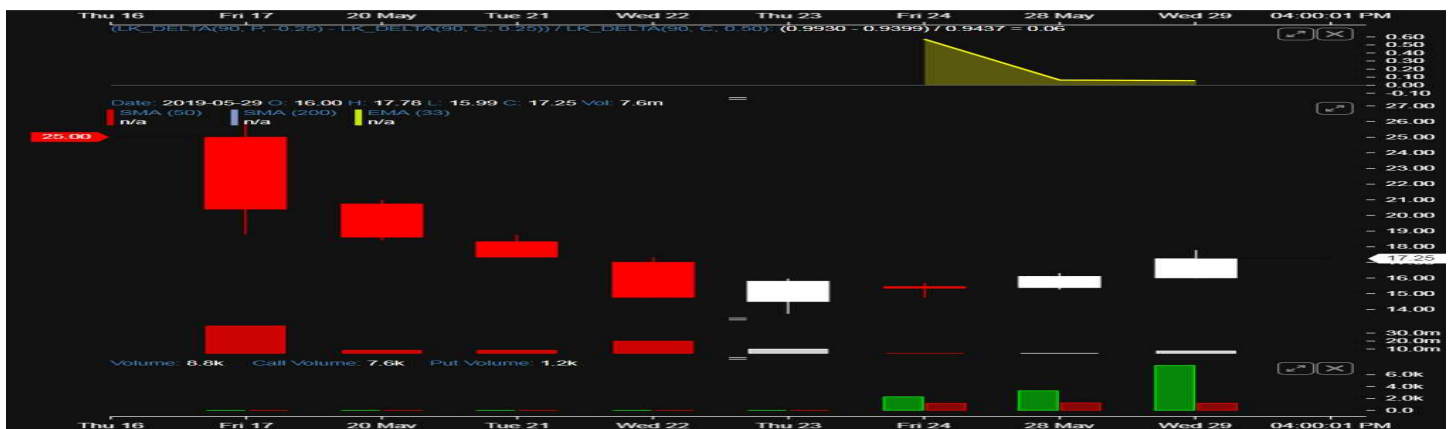 Thu 16 Fri 17 20 May Tue 21 Wed 22 Thu 23 Fri 24 28 May Wed 29 04:00:01 PM
(LK_DELTA(90, P, -0.25) - LK_DELTA(90, C, 0.25)) / LK_DELTA(90, C, 0.50): (0.9930 - 0.9399) / 0.9437 = 0.06
0.60
0.50
0.40
0.30
0.20
0.10
0.00
-0.10
Date: 2019-05-29 O: 16.00 H: 17.78 L: 15.99 C: 17.25 Vol: 7.6m
SMA (50) SMA (200) EMA (33)
n/a n/a n/a
27.00
26.00
25.00
25.00
24.00
23.00
22.00
21.00
20.00
19.00
18.00
17.25
16.00
15.00
14.00
30.0m
20.0m
10.0m
Volume: 8.8k Call Volume: 7.6k Put Volume: 1.2k
6.0k
4.0k
2.0k
0.0
Thu 16 Fri 17 20 May Tue 21 Wed 22 Thu 23 Fri 24 28 May Wed 29 04:00:01 PM